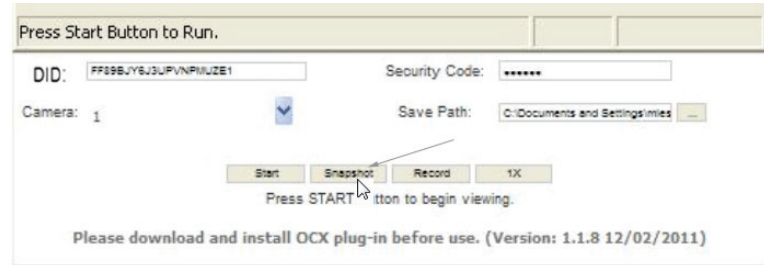 Press Start Button to Run.
DID: FF89BJY6J3UPVNPMUZE1 Security Code: ••••••
Camera: 1 Save Path: C:\Documents and Settings\mies ...
Start Snapshot Record 1X
Press START tton to begin viewing.
Please download and install OCX plug-in before use. (Version: 1.1.8 12/02/2011)